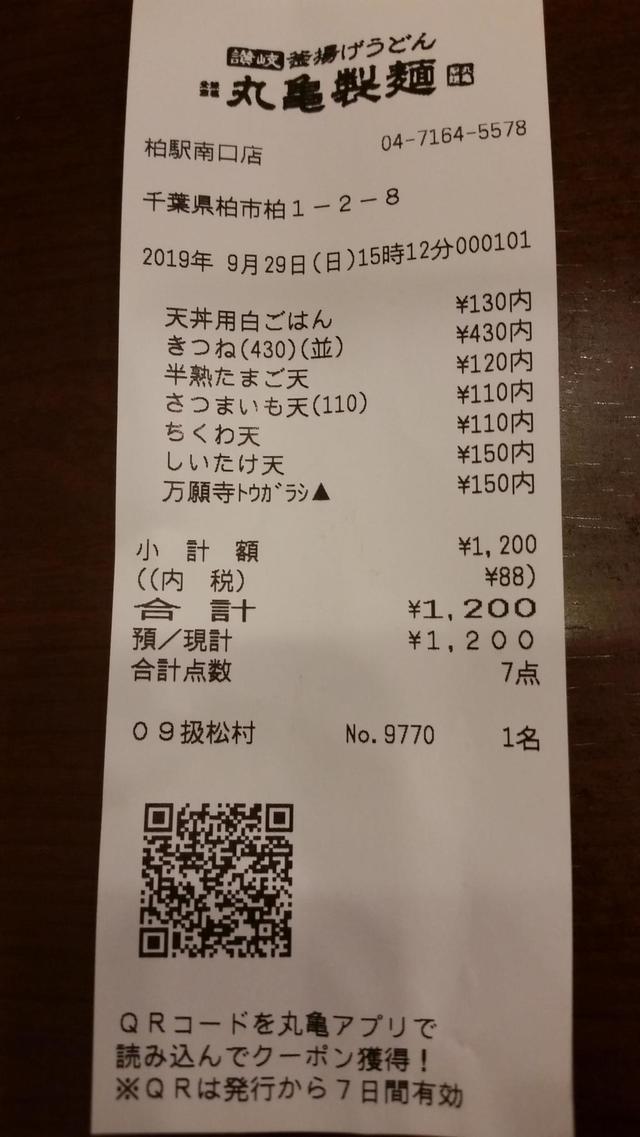 讃岐 釜揚げうどん
丸亀製麺
柏駅南口店 04-7164-5578
千葉県柏市柏1-2-8
2019年 9月29日(日)15時12分000101
天丼用白ごはん ¥130内
きつね(430)(並) ¥430内
半熟たまご天 ¥120内
さつまいも天(110) ¥110内
ちくわ天 ¥110内
しいたけ天 ¥150内
万願寺トウガラシ▲ ¥150内
小 計 額 ¥1,200
((内 税) ¥88)
合 計 ¥1,200
預/現計 ¥1,200
合計点数 7点
09扱松村 No.9770 1名
QRコードを丸亀アプリで
読み込んでクーポン獲得!
※QRは発行から7日間有効